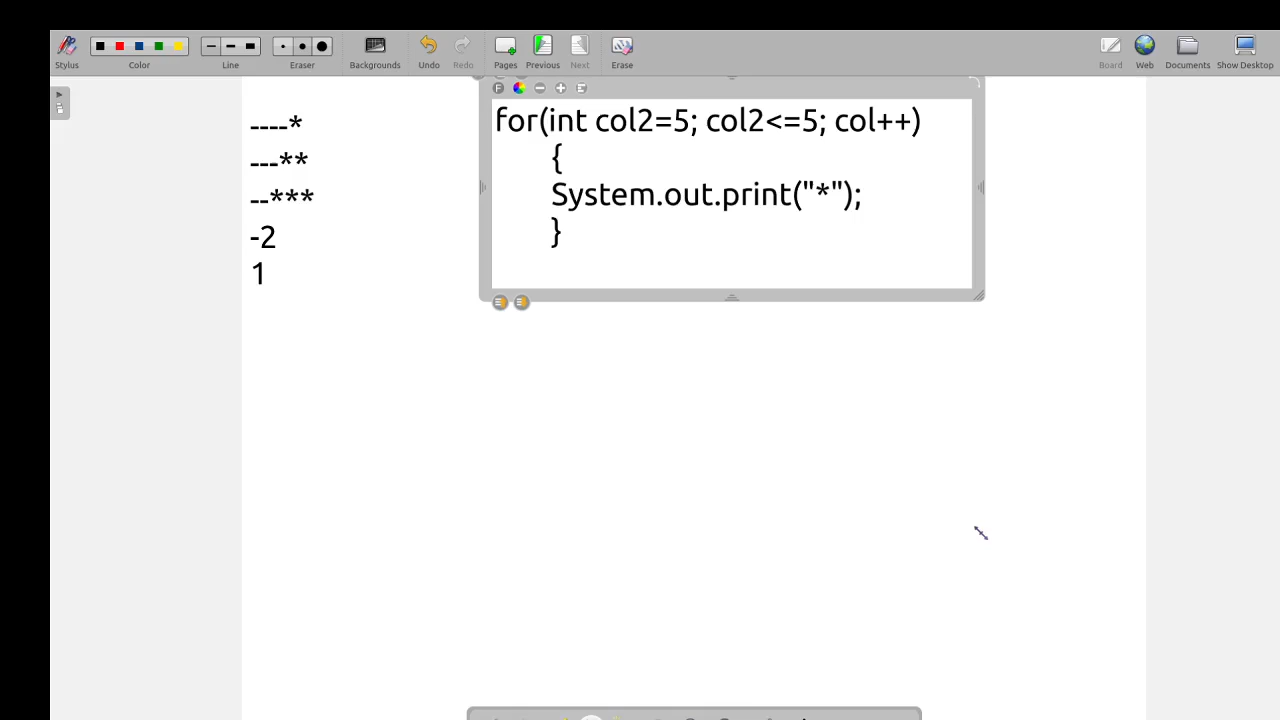 Stylus Color Line Eraser Backgrounds Undo Redo Pages Previous Next Erase Board Web Documents Show Desktop
----*
---**
--***
-2
1
for(int col2=5; col2<=5; col++)
{
System.out.print("*");
}